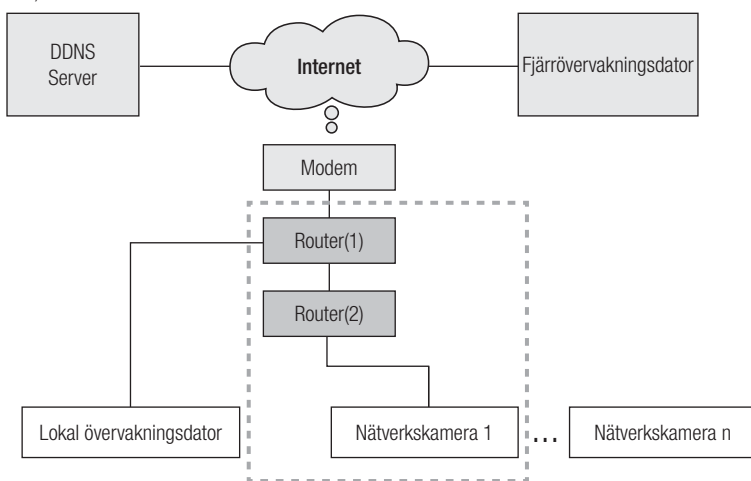 DDNS
Server
Internet
Fjärrövervakningsdator
Modem
Router(1)
Router(2)
Lokal övervakningsdator
Nätverkskamera 1
...
Nätverkskamera n